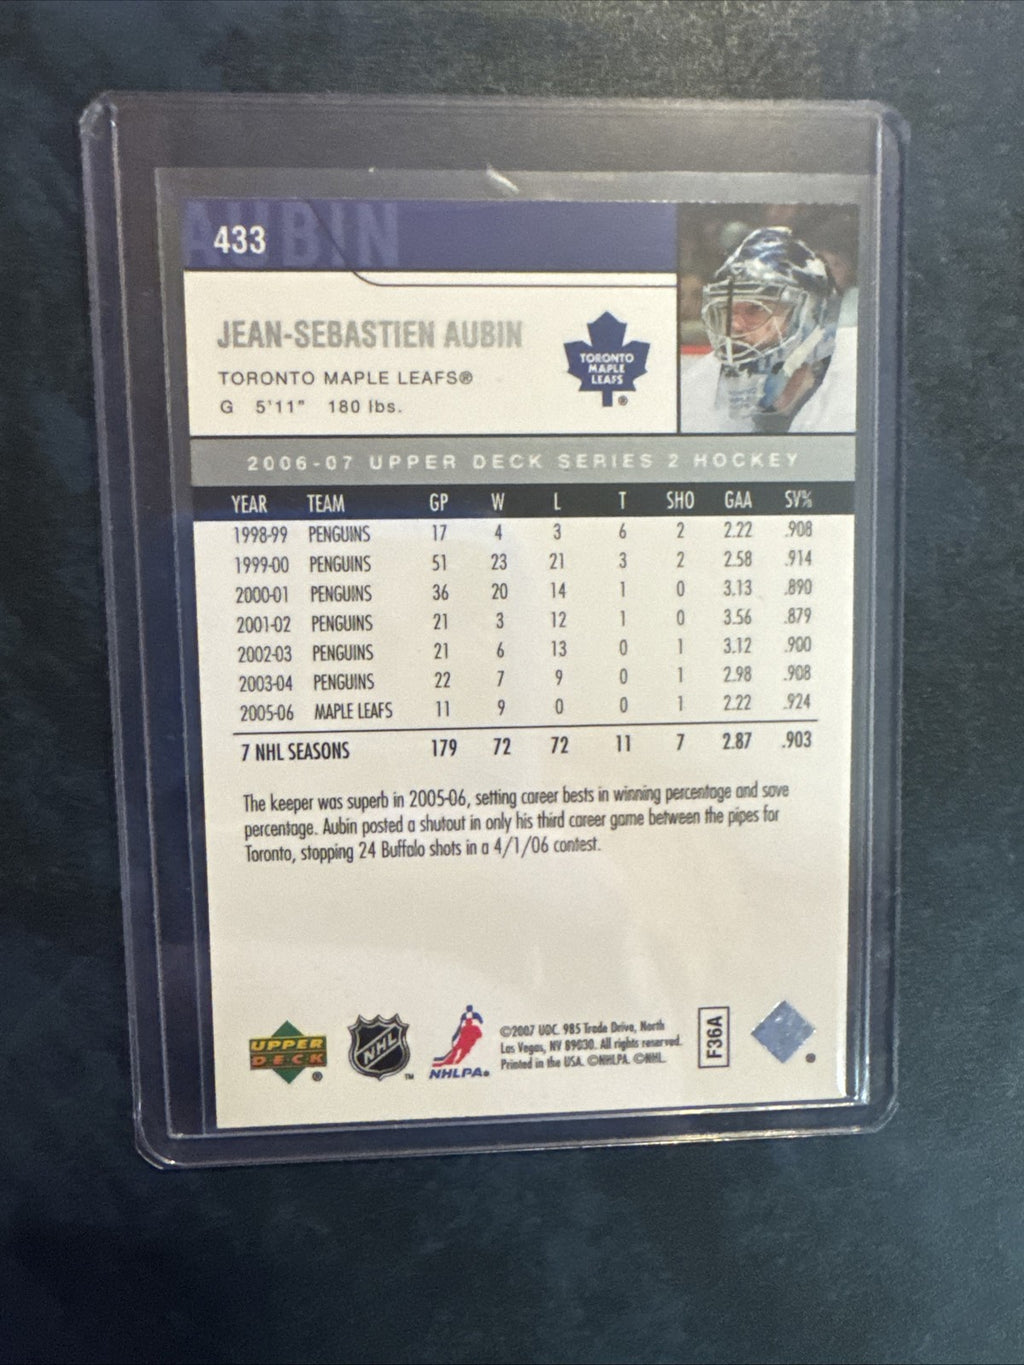 AUBIN
433
JEAN-SEBASTIEN AUBIN
TORONTO MAPLE LEAFS®
G 5'11" 180 lbs.
TORONTO
MAPLE
LEAFS
®
2006-07 UPPER DECK SERIES 2 HOCKEY
YEAR TEAM GP W L T SHO GAA SV%
1998-99 PENGUINS 17 4 3 6 2 2.22 .908
1999-00 PENGUINS 51 23 21 3 2 2.58 .914
2000-01 PENGUINS 36 20 14 1 0 3.13 .890
2001-02 PENGUINS 21 3 12 1 0 3.56 .879
2002-03 PENGUINS 21 6 13 0 1 3.12 .900
2003-04 PENGUINS 22 7 9 0 1 2.98 .908
2005-06 MAPLE LEAFS 11 9 0 0 1 2.22 .924
7 NHL SEASONS 179 72 72 11 7 2.87 .903
The keeper was superb in 2005-06, setting career bests in winning percentage and save
percentage. Aubin posted a shutout in only his third career game between the pipes for
Toronto, stopping 24 Buffalo shots in a 4/1/06 contest.
UPPER
DECK
®
NHL
™
NHLPA®
©2007 UDC. 985 Trade Drive, North
Las Vegas, NV 89030. All rights reserved.
Printed in the USA. ©NHLPA. ©NHL.
F36A